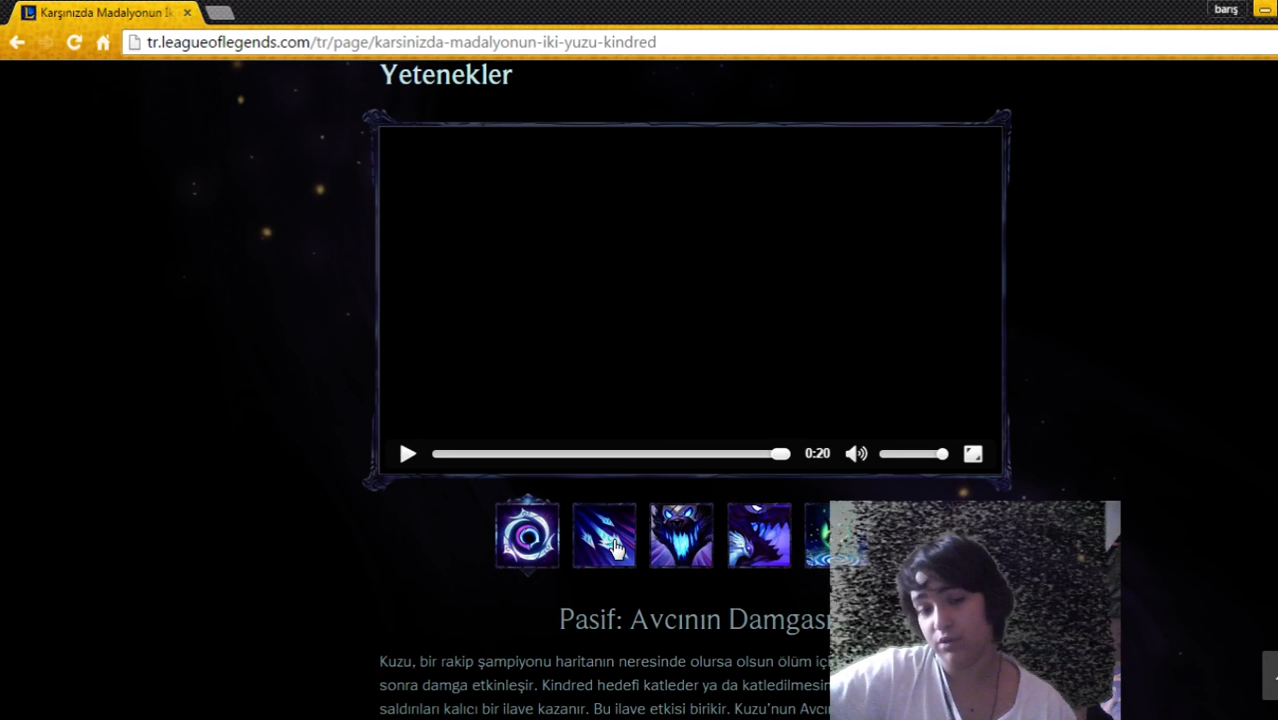 Karşınızda Madalyonun İ
barış
tr.leagueoflegends.com/tr/page/karsinizda-madalyonun-iki-yuzu-kindred
Yetenekler
0:20
Pasif: Avcının Damgası
Kuzu, bir rakip şampiyonu haritanın neresinde olursa olsun ölüm içi
sonra damga etkinleşir. Kindred hedefi katleder ya da katledilmesin
saldırıları kalıcı bir ilave kazanır. Bu ilave etkisi birikir. Kuzu'nun Avcı